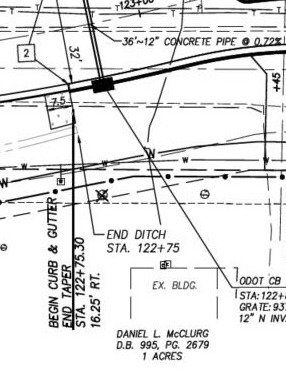 123+00
36'~12" CONCRETE PIPE @ 0.72%
2
32'
+45
7.5
W
W
W
END DITCH
STA. 122+75
BEGIN CURB & GUTTER
END TAPER
STA. 122+75.30
16.25' RT.
E
EX. BLDG.
ODOT CB
STA: 122+
GRATE: 93
12" N INV.
DANIEL L. McCLURG
D.B. 995, PG. 2679
1 ACRES